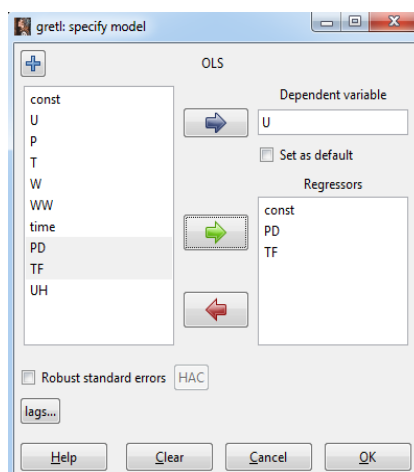 gretl: specify model
OLS
const
U
P
T
W
WW
time
PD
TF
UH
Dependent variable
U
Set as default
Regressors
const
PD
TF
Robust standard errors HAC
lags...
Help Clear Cancel OK